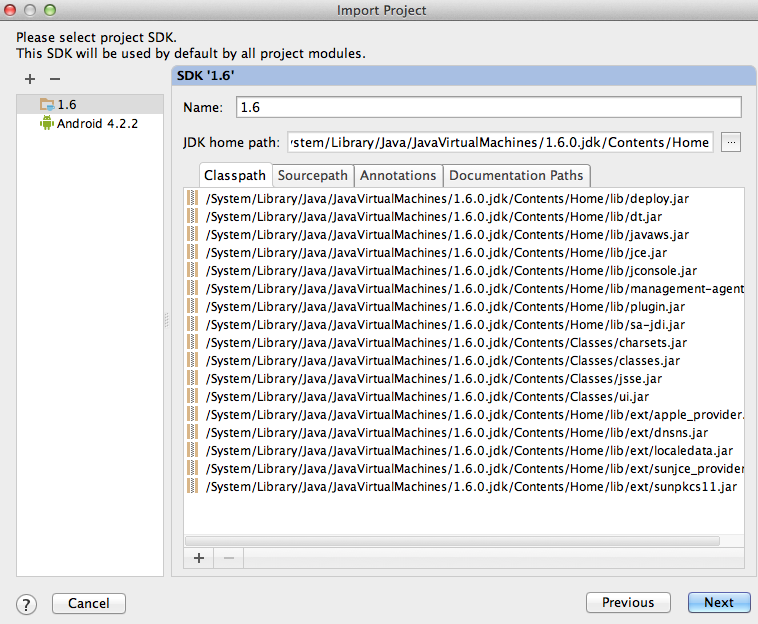 Import Project
Please select project SDK.
This SDK will be used by default by all project modules.
+ −
1.6
Android 4.2.2
SDK '1.6'
Name: 1.6
JDK home path: /stem/Library/Java/JavaVirtualMachines/1.6.0.jdk/Contents/Home ...
Classpath Sourcepath Annotations Documentation Paths
/System/Library/Java/JavaVirtualMachines/1.6.0.jdk/Contents/Home/lib/deploy.jar
/System/Library/Java/JavaVirtualMachines/1.6.0.jdk/Contents/Home/lib/dt.jar
/System/Library/Java/JavaVirtualMachines/1.6.0.jdk/Contents/Home/lib/javaws.jar
/System/Library/Java/JavaVirtualMachines/1.6.0.jdk/Contents/Home/lib/jce.jar
/System/Library/Java/JavaVirtualMachines/1.6.0.jdk/Contents/Home/lib/jconsole.jar
/System/Library/Java/JavaVirtualMachines/1.6.0.jdk/Contents/Home/lib/management-agent
/System/Library/Java/JavaVirtualMachines/1.6.0.jdk/Contents/Home/lib/plugin.jar
/System/Library/Java/JavaVirtualMachines/1.6.0.jdk/Contents/Home/lib/sa-jdi.jar
/System/Library/Java/JavaVirtualMachines/1.6.0.jdk/Contents/Classes/charsets.jar
/System/Library/Java/JavaVirtualMachines/1.6.0.jdk/Contents/Classes/classes.jar
/System/Library/Java/JavaVirtualMachines/1.6.0.jdk/Contents/Classes/jsse.jar
/System/Library/Java/JavaVirtualMachines/1.6.0.jdk/Contents/Classes/ui.jar
/System/Library/Java/JavaVirtualMachines/1.6.0.jdk/Contents/Home/lib/ext/apple_provider.
/System/Library/Java/JavaVirtualMachines/1.6.0.jdk/Contents/Home/lib/ext/dnsns.jar
/System/Library/Java/JavaVirtualMachines/1.6.0.jdk/Contents/Home/lib/ext/localedata.jar
/System/Library/Java/JavaVirtualMachines/1.6.0.jdk/Contents/Home/lib/ext/sunjce_provider
/System/Library/Java/JavaVirtualMachines/1.6.0.jdk/Contents/Home/lib/ext/sunpkcs11.jar
+ −
? Cancel Previous Next